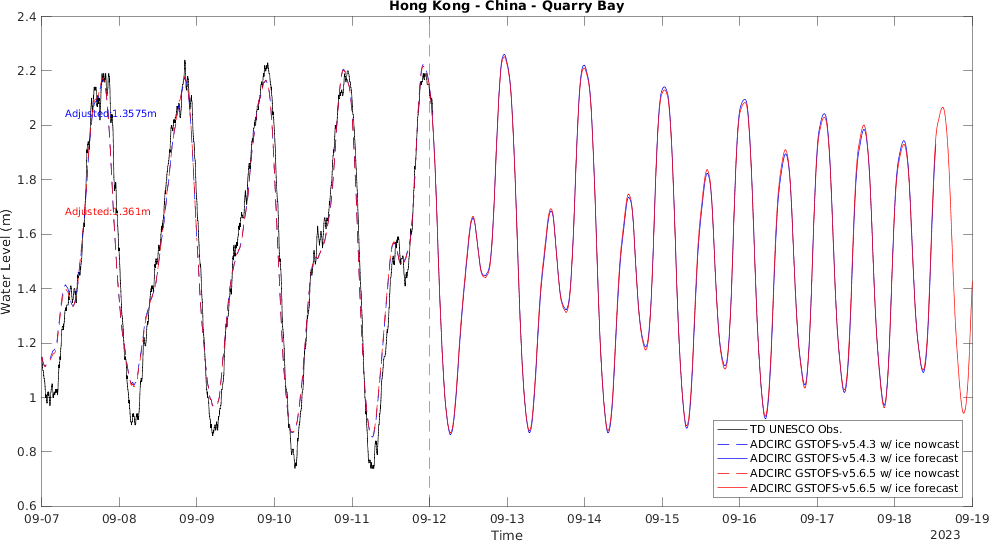 Hong Kong - China - Quarry Bay
2.4
2.2
2
1.8
1.6
1.4
1.2
1
0.8
0.6
Water Level (m)
Adjusted:1.3575m
Adjusted:1.361m
TD UNESCO Obs.
ADCIRC GSTOFS-v5.4.3 w/ ice nowcast
ADCIRC GSTOFS-v5.4.3 w/ ice forecast
ADCIRC GSTOFS-v5.6.5 w/ ice nowcast
ADCIRC GSTOFS-v5.6.5 w/ ice forecast
09-07 09-08 09-09 09-10 09-11 09-12 09-13 09-14 09-15 09-16 09-17 09-18 09-19
Time
2023